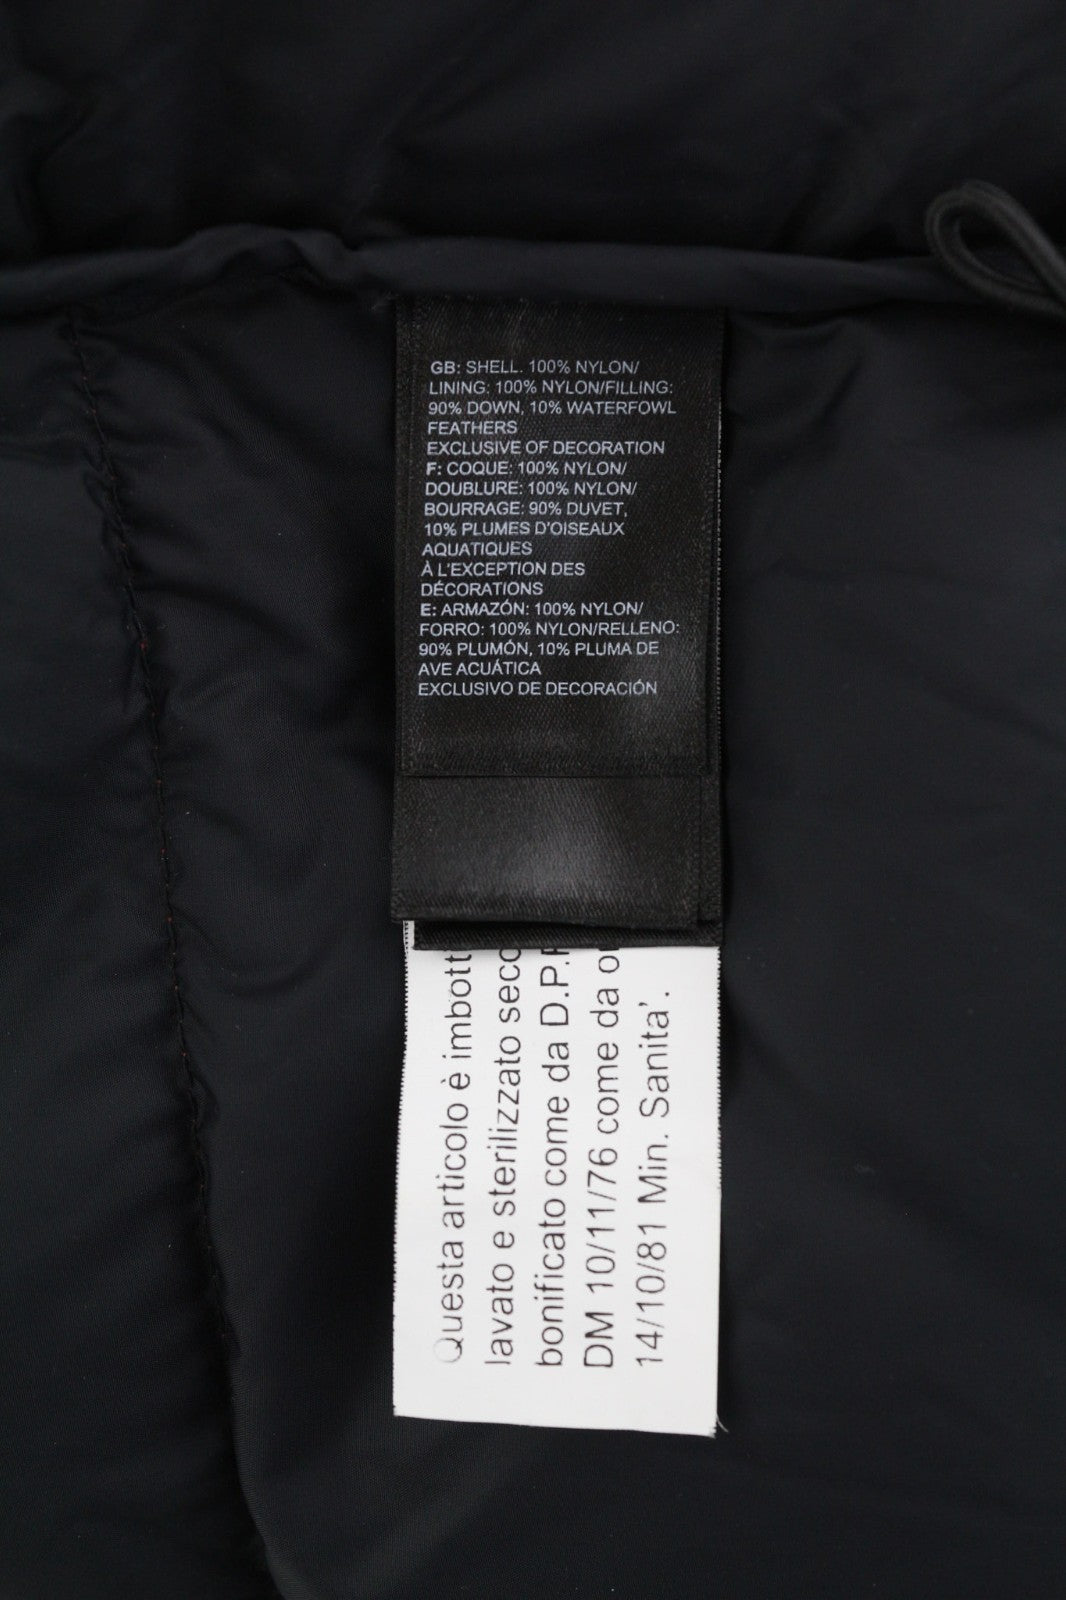 GB: SHELL. 100% NYLON/
LINING: 100% NYLON/FILLING:
90% DOWN, 10% WATERFOWL
FEATHERS
EXCLUSIVE OF DECORATION
F: COQUE: 100% NYLON/
DOUBLURE: 100% NYLON/
BOURRAGE: 90% DUVET,
10% PLUMES D'OISEAUX
AQUATIQUES
À L'EXCEPTION DES
DÉCORATIONS
E: ARMAZÓN: 100% NYLON/
FORRO: 100% NYLON/RELLENO:
90% PLUMÓN, 10% PLUMA DE
AVE ACUÁTICA
EXCLUSIVO DE DECORACIÓN
Questa articolo è
lavato e sterilizzato
bonificato come da
DM 10/11/76 come da
14/10/81 Min. Sanita'.